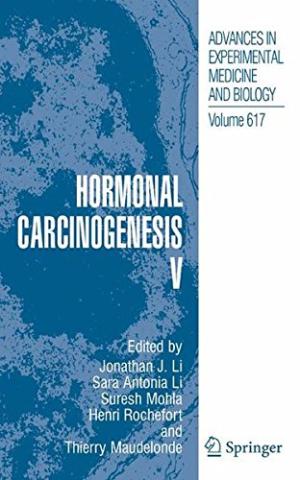 ADVANCES IN
EXPERIMENTAL
MEDICINE
AND BIOLOGY
Volume 617
HORMONAL
CARCINOGENESIS
V
Edited by
Jonathan J. Li
Sara Antonia Li
Suresh Mohla
Henri Rochefort
and
Thierry Maudelonde
Springer